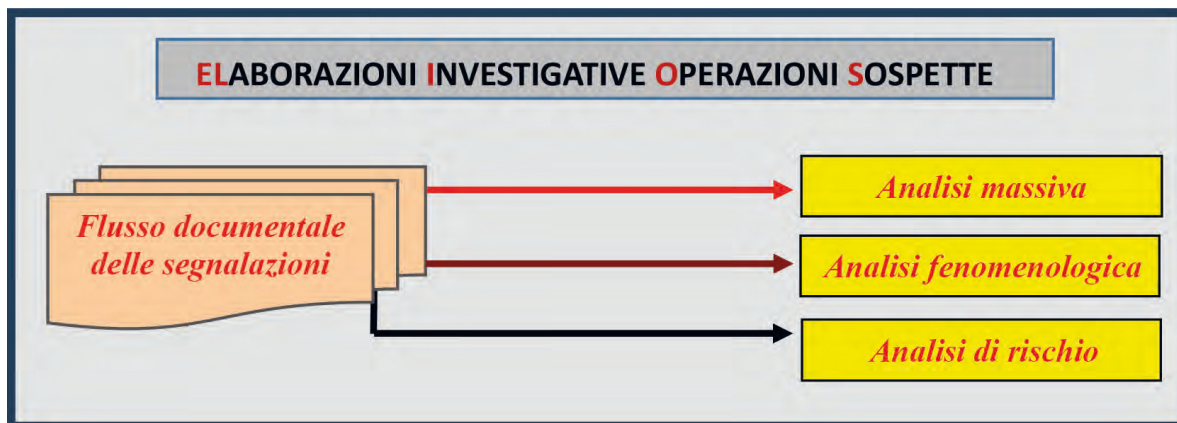 ELABORAZIONI INVESTIGATIVE OPERAZIONI SOSPETTE
Flusso documentale
delle segnalazioni
Analisi massiva
Analisi fenomenologica
Analisi di rischio